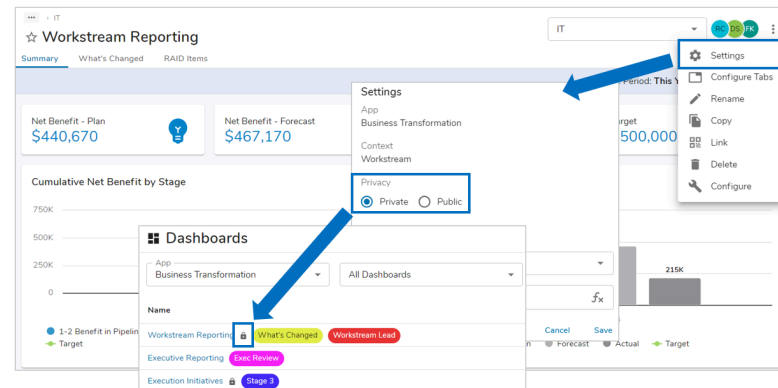 ··· › IT
☆ Workstream Reporting
IT
RC DS FK
Summary What's Changed RAID Items
Settings
Configure Tabs
Rename
Copy
Link
Delete
Configure
Period: This Y
Net Benefit - Plan
$440,670
Net Benefit - Forecast
$467,170
arget
500,000
Settings
App
Business Transformation
Context
Workstream
Privacy
Private Public
fx
Cancel Save
Cumulative Net Benefit by Stage
750K
500K
250K
0
215K
1-2 Benefit in Pipelin
Target
n Forecast Actual Target
Dashboards
App
Business Transformation
All Dashboards
Name
Workstream Reporting What's Changed Workstream Lead
Executive Reporting Exec Review
Execution Initiatives Stage 3